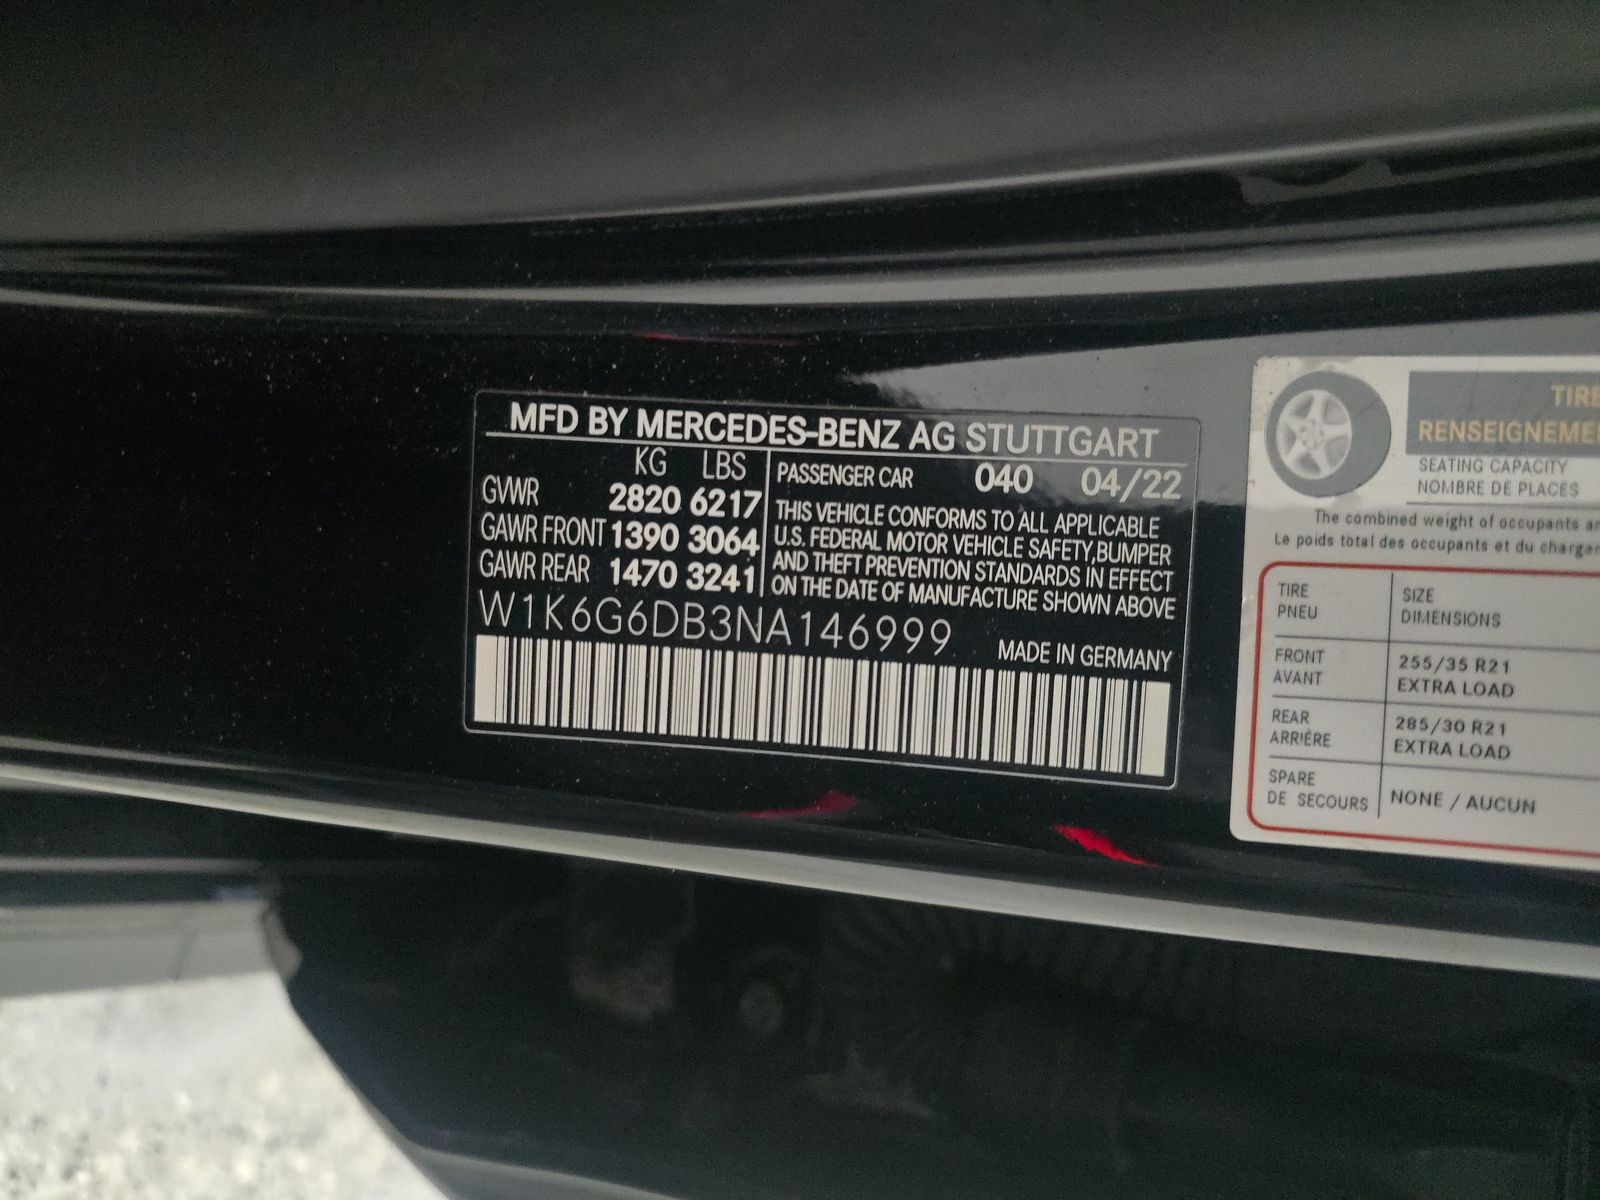 MFD BY MERCEDES-BENZ AG STUTTGART
KG LBS
GVWR 2820 6217
GAWR FRONT 1390 3064
GAWR REAR 1470 3241
PASSENGER CAR 040 04/22
THIS VEHICLE CONFORMS TO ALL APPLICABLE
U.S. FEDERAL MOTOR VEHICLE SAFETY,BUMPER
AND THEFT PREVENTION STANDARDS IN EFFECT
ON THE DATE OF MANUFACTURE SHOWN ABOVE
W1K6G6DB3NA146999
MADE IN GERMANY
TIRE
RENSEIGNEME
SEATING CAPACITY
NOMBRE DE PLACES
The combined weight of occupants an
Le poids total des occupants et du charge
TIRE
PNEU
SIZE
DIMENSIONS
FRONT
AVANT
255/35 R21
EXTRA LOAD
REAR
ARRIÈRE
285/30 R21
EXTRA LOAD
SPARE
DE SECOURS
NONE / AUCUN